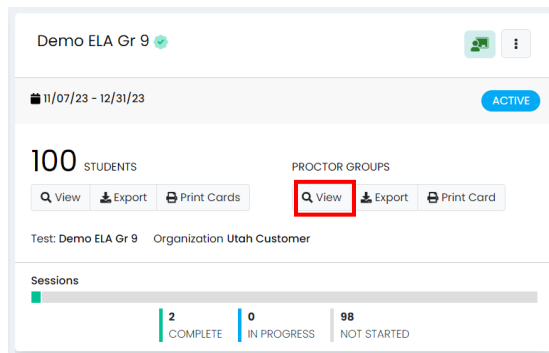 Demo ELA Gr 9
11/07/23 - 12/31/23
ACTIVE
100 STUDENTS
PROCTOR GROUPS
View Export Print Cards
View Export Print Card
Test: Demo ELA Gr 9 Organization Utah Customer
Sessions
2 0 98
COMPLETE IN PROGRESS NOT STARTED